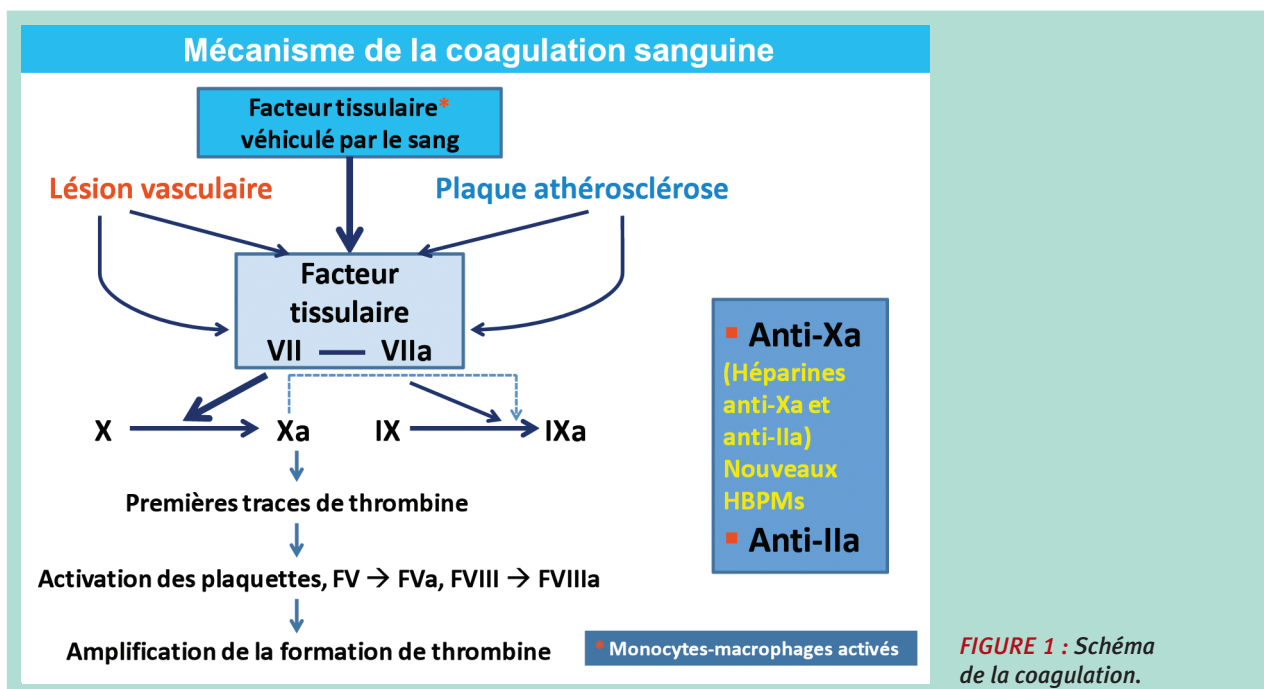 Mécanisme de la coagulation sanguine
Facteur tissulaire*
véhiculé par le sang
Lésion vasculaire
Plaque athérosclérose
Facteur
tissulaire
VII — VIIa
X
Xa
IX
IXa
Premières traces de thrombine
Activation des plaquettes, FV → FVa, FVIII → FVIIIa
Amplification de la formation de thrombine
▪ Anti-Xa
(Héparines
anti-Xa et
anti-IIa)
Nouveaux
HBPMs
▪ Anti-IIa
* Monocytes-macrophages activés
FIGURE 1 : Schéma
de la coagulation.